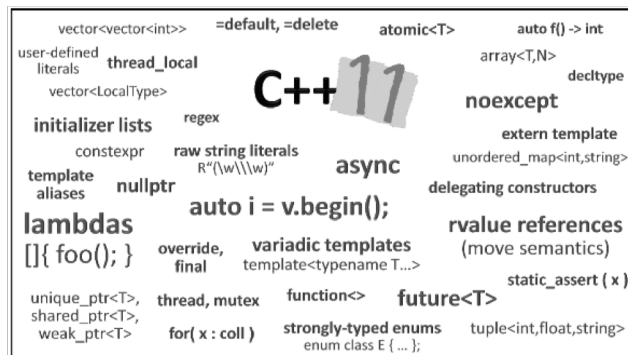 vector<vector<int>>
=default, =delete
atomic<T>
auto f() -> int
user-defined
literals
thread_local
array<T,N>
decltype
vector<LocalType>
C++11
noexcept
initializer lists
regex
extern template
constexpr
raw string literals
R"(\w\\\w)"
async
unordered_map<int,string>
template
aliases
nullptr
delegating constructors
auto i = v.begin();
lambdas
[]{ foo(); }
override,
final
variadic templates
template<typename T...>
rvalue references
(move semantics)
static_assert ( x )
unique_ptr<T>,
shared_ptr<T>,
weak_ptr<T>
thread, mutex
function<>
future<T>
for( x : coll )
strongly-typed enums
enum class E { ... };
tuple<int,float,string>